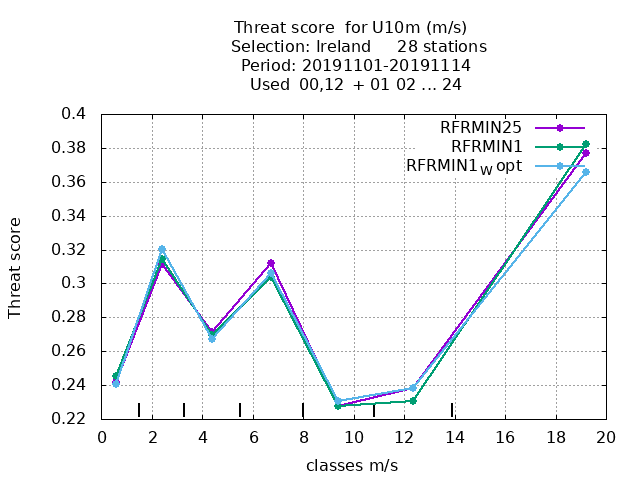 Threat score  for U10m (m/s)
Selection: Ireland     28 stations
Period: 20191101-20191114
Used  00,12  + 01 02 ... 24
RFRMIN25
RFRMIN1
RFRMIN1W opt
0.4
0.38
0.36
0.34
0.32
0.3
0.28
0.26
0.24
0.22
Threat score
0 2 4 6 8 10 12 14 16 18 20
classes m/s